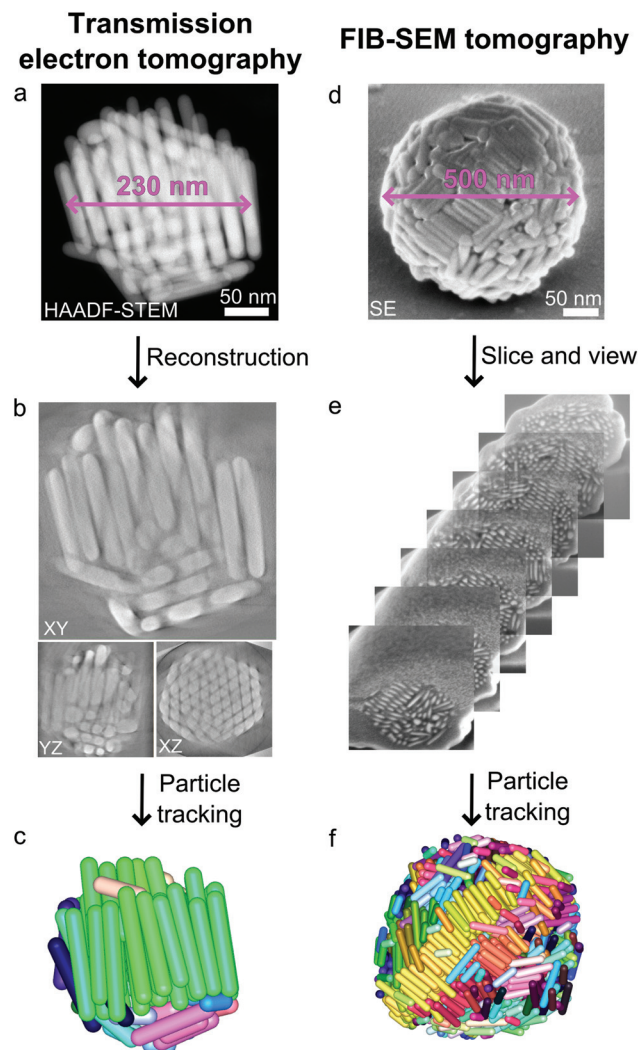 Transmission
electron tomography
FIB-SEM tomography
a
230 nm
HAADF-STEM
50 nm
d
500 nm
SE
50 nm
Reconstruction
Slice and view
b
XY
YZ
XZ
e
Particle
tracking
Particle
tracking
c
f